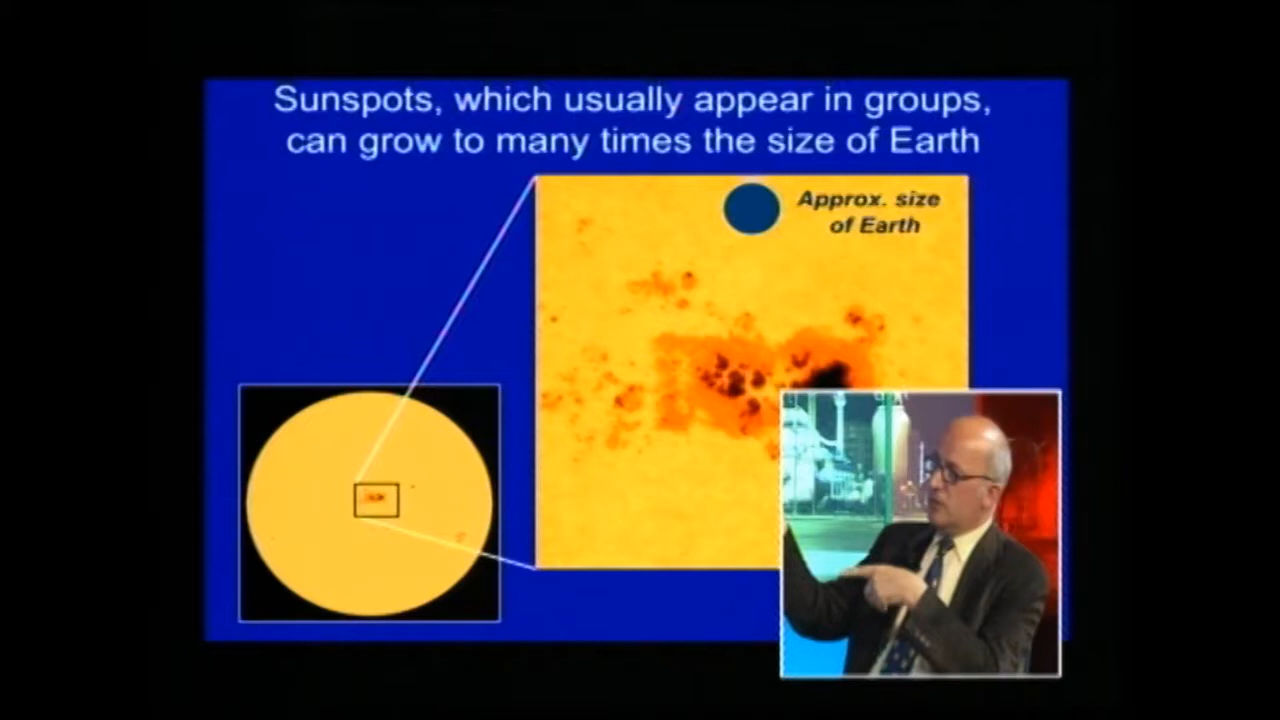 Sunspots, which usually appear in groups,
can grow to many times the size of Earth
Approx. size
of Earth